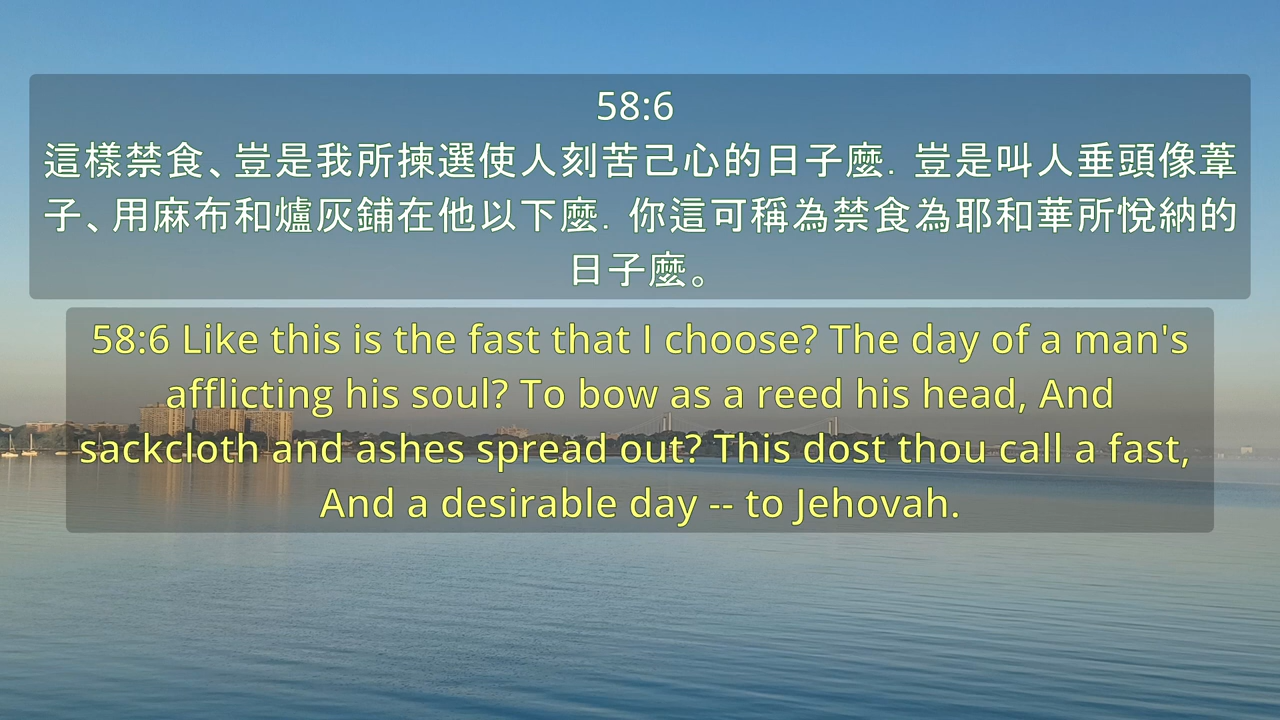 58:6
這樣禁食、豈是我所揀選使人刻苦己心的日子麼．豈是叫人垂頭像葦
子、用麻布和爐灰鋪在他以下麼．你這可稱為禁食為耶和華所悅納的
日子麼。
58:6 Like this is the fast that I choose? The day of a man's
afflicting his soul? To bow as a reed his head, And
sackcloth and ashes spread out? This dost thou call a fast,
And a desirable day -- to Jehovah.